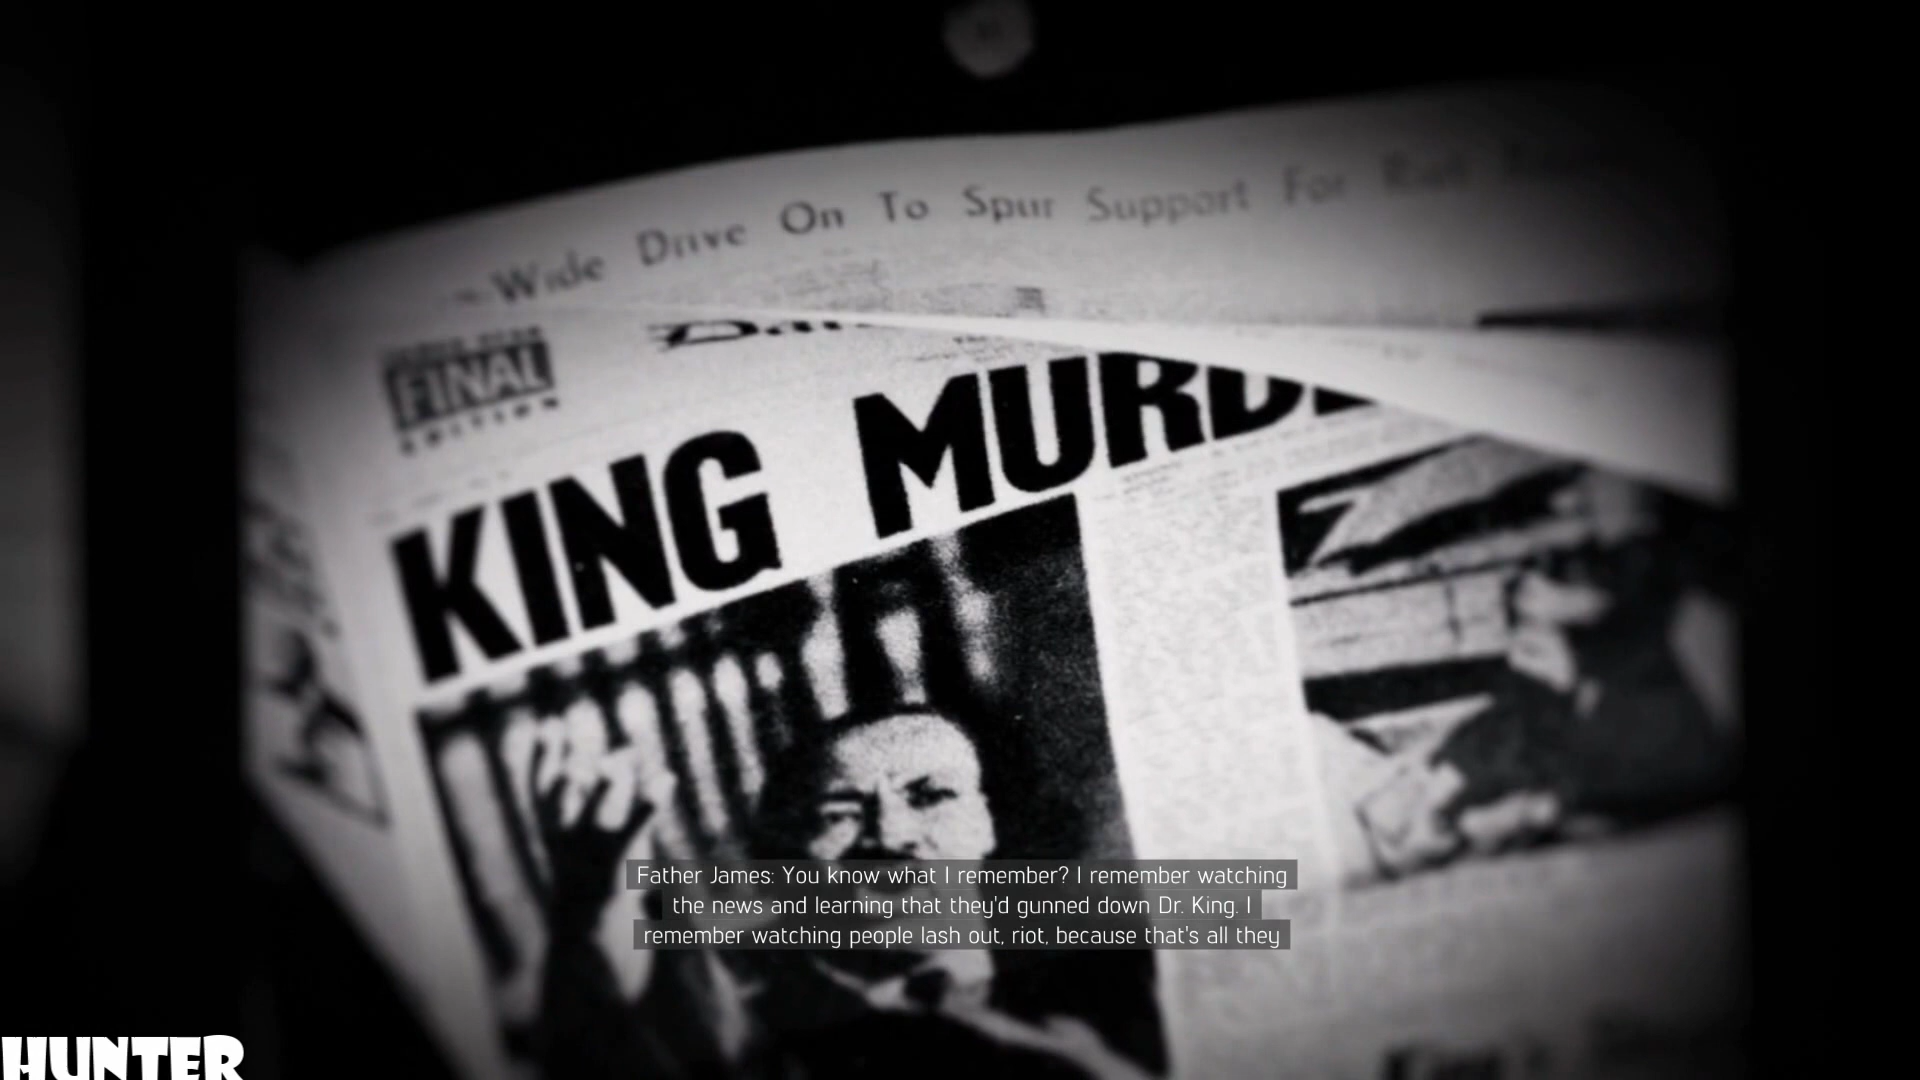 Wide Drive On To Spur Support For
FINAL
EDITION
KING MURDE
Father James: You know what I remember? I remember watching
the news and learning that they'd gunned down Dr. King. I
remember watching people lash out, riot, because that's all they
HUNTER